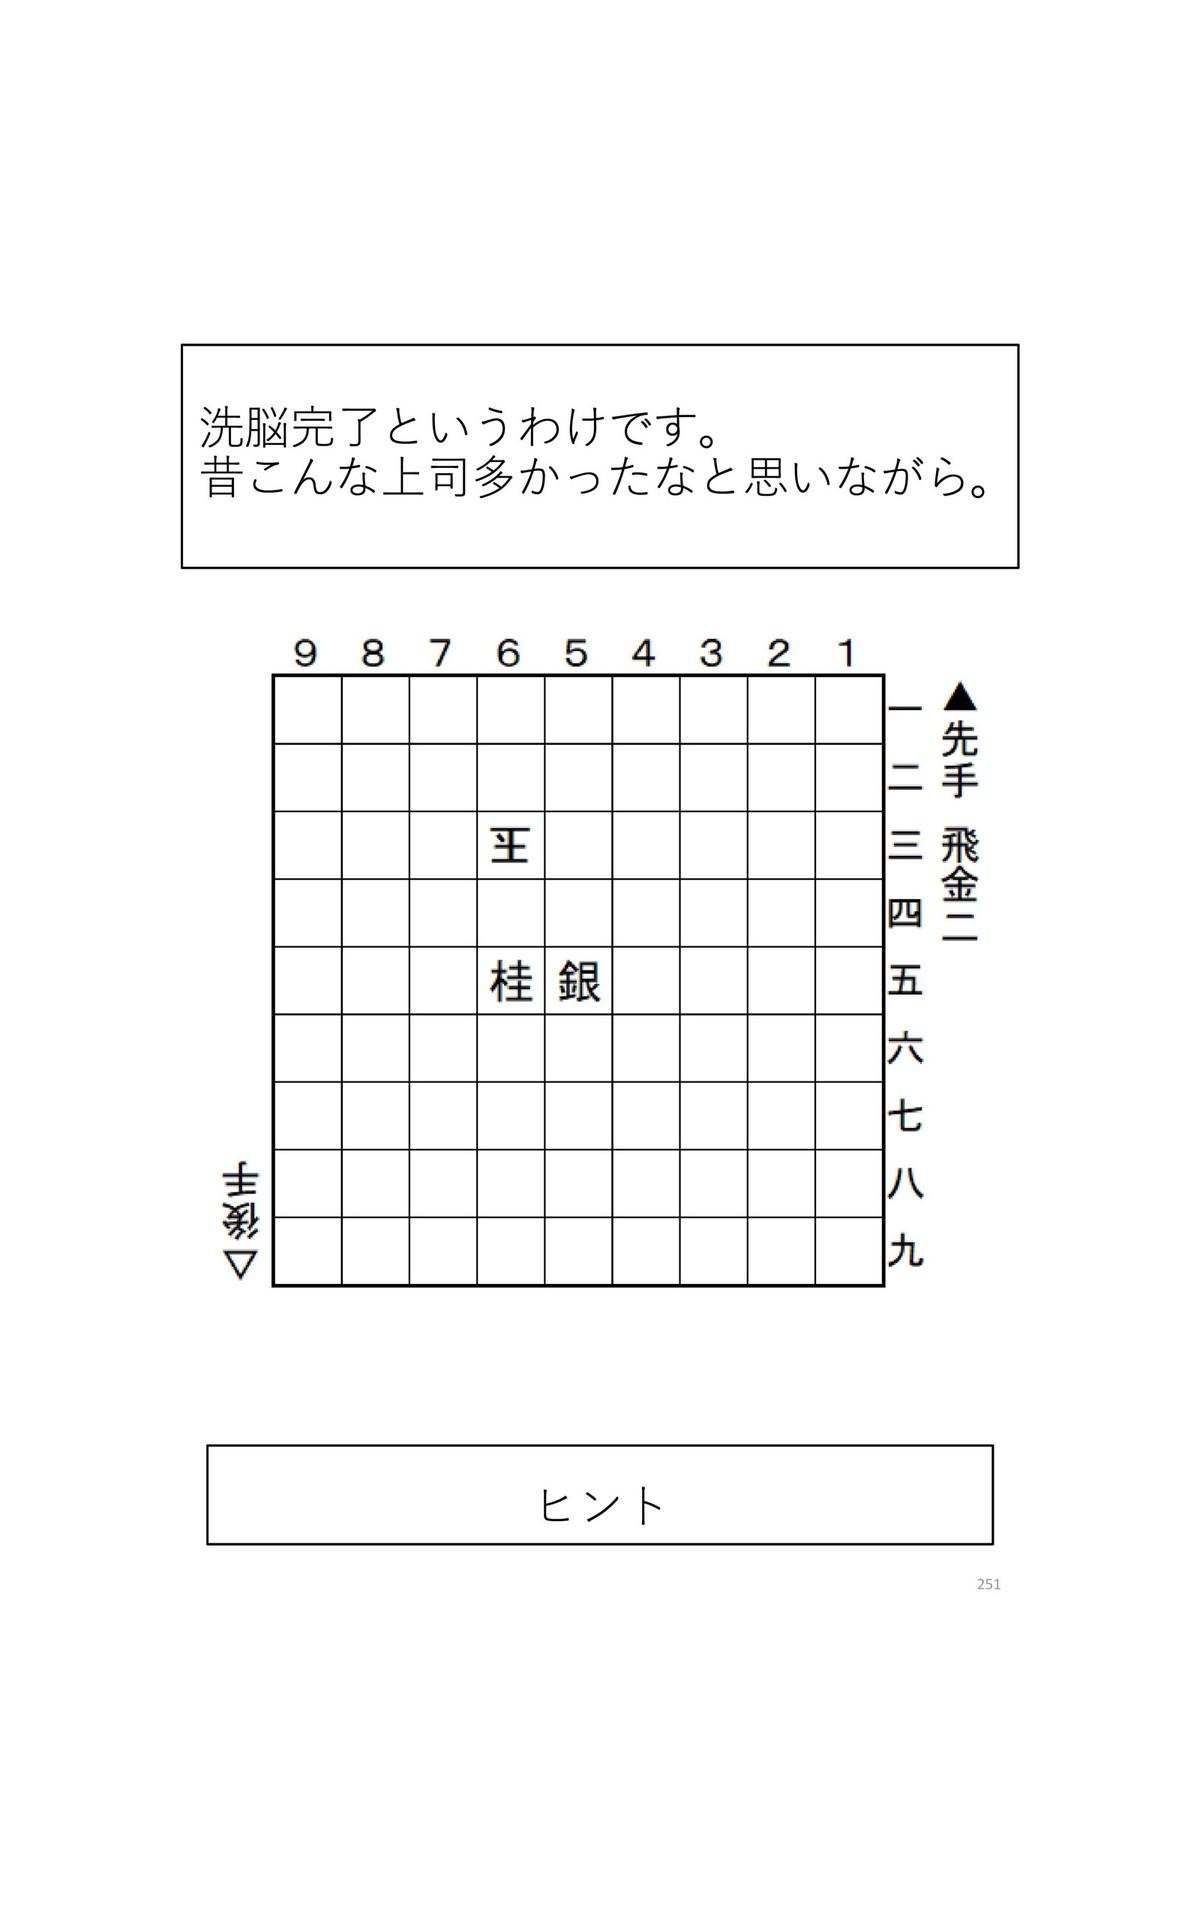 洗脳完了というわけです。
昔こんな上司多かったなと思いながら。
9 8 7 6 5 4 3 2 1
一
二
三
四
五
六
七
八
九
▲先手 飛金二
王
桂 銀
△後手
ヒント
251